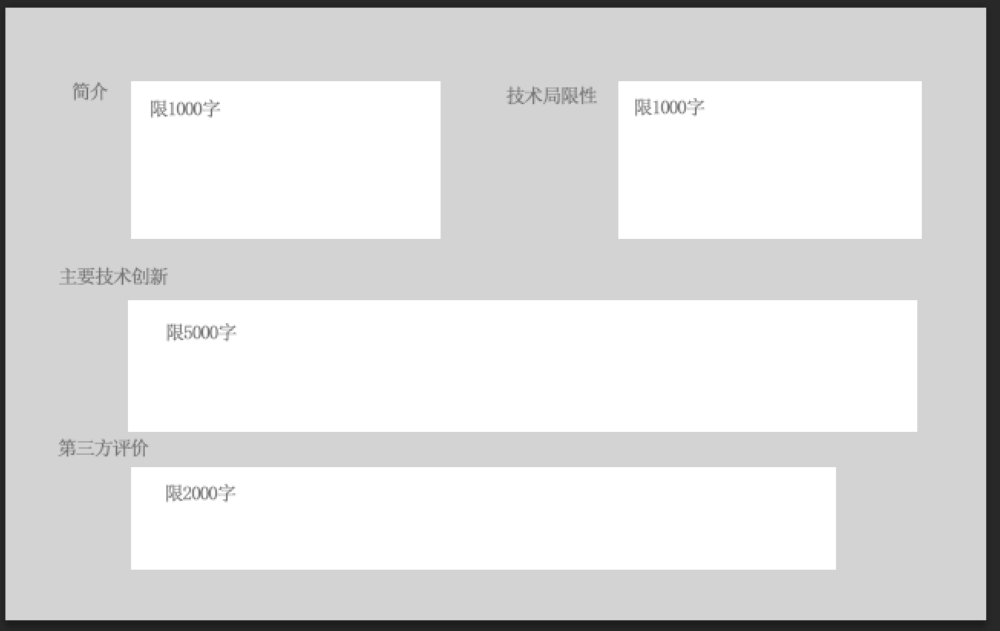 简介
限1000字
技术局限性
限1000字
主要技术创新
限5000字
第三方评价
限2000字